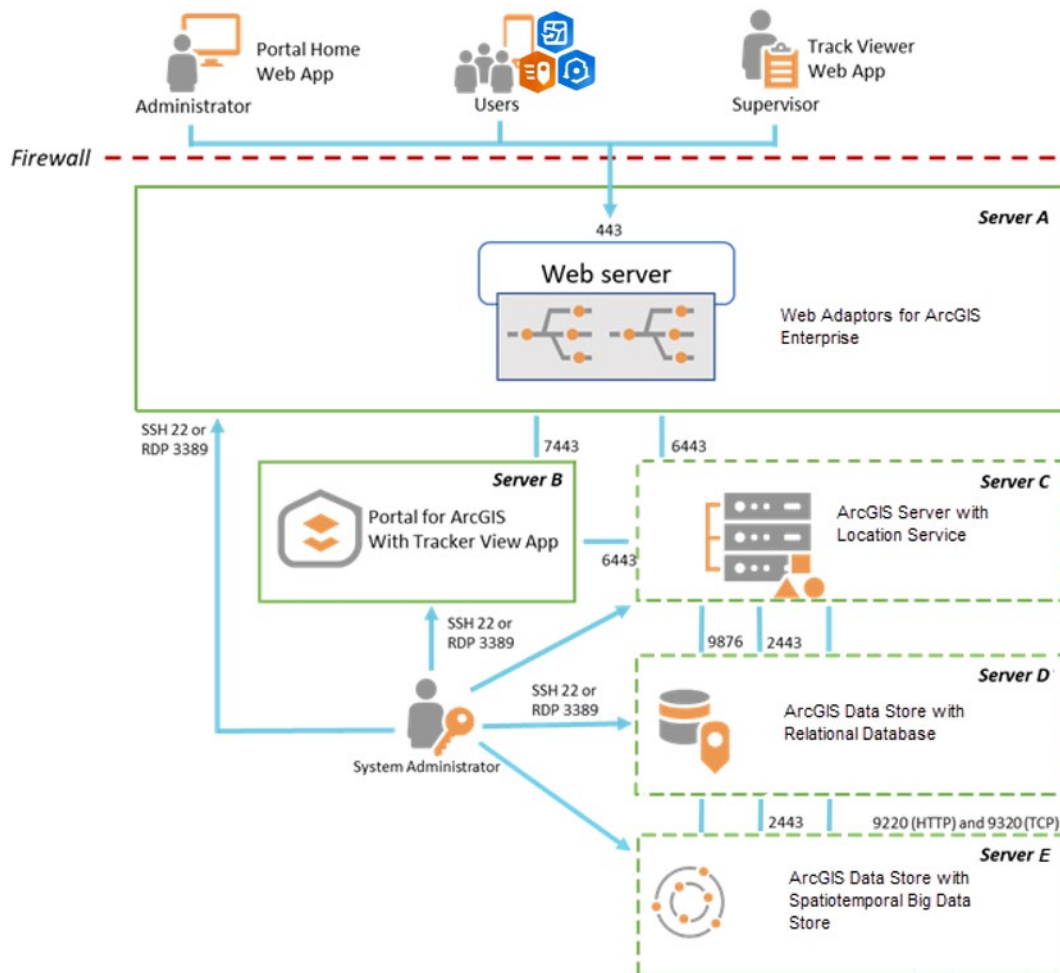 Portal Home
Web App
Administrator
Users
Track Viewer
Web App
Supervisor
Firewall
Server A
443
Web server
Web Adaptors for ArcGIS
Enterprise
SSH 22 or
RDP 3389
7443
6443
Server B
Portal for ArcGIS
With Tracker View App
6443
Server C
ArcGIS Server with
Location Service
SSH 22 or
RDP 3389
9876
2443
Server D
SSH 22 or
RDP 3389
ArcGIS Data Store with
Relational Database
System Administrator
2443
9220 (HTTP) and 9320 (TCP)
Server E
ArcGIS Data Store with
Spatiotemporal Big Data
Store